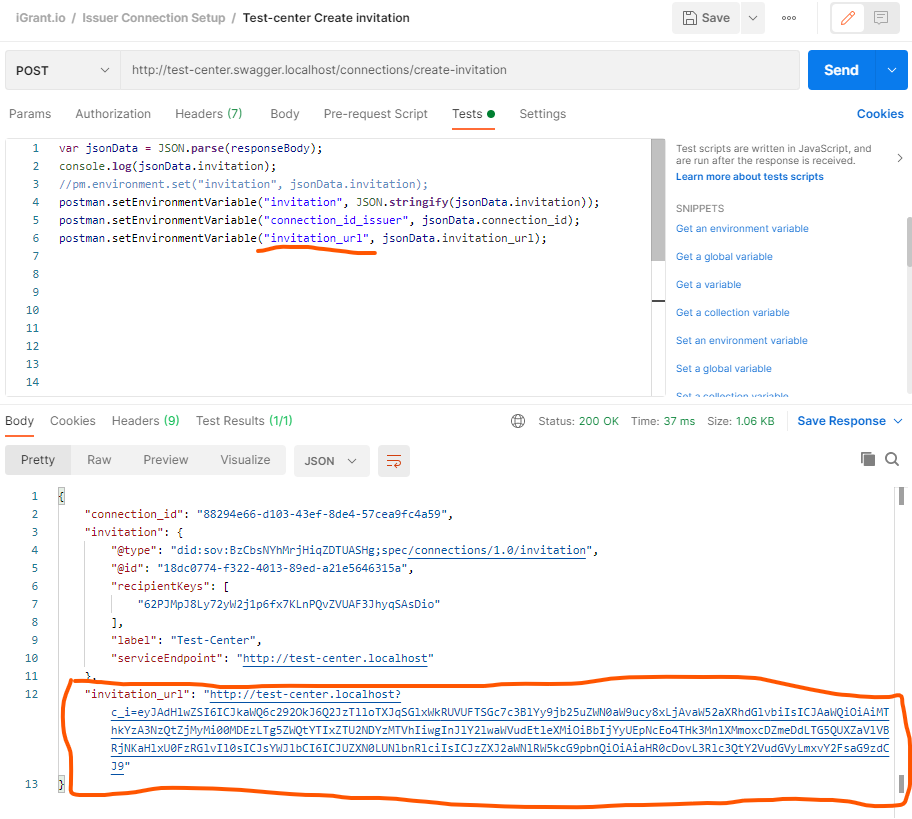 iGrant.io / Issuer Connection Setup / Test-center Create invitation
Save
POST http://test-center.swagger.localhost/connections/create-invitation Send
Params Authorization Headers (7) Body Pre-request Script Tests Settings Cookies
1 var jsonData = JSON.parse(responseBody);
2 console.log(jsonData.invitation);
3 //pm.environment.set("invitation", jsonData.invitation);
4 postman.setEnvironmentVariable("invitation", JSON.stringify(jsonData.invitation));
5 postman.setEnvironmentVariable("connection_id_issuer", jsonData.connection_id);
6 postman.setEnvironmentVariable("invitation_url", jsonData.invitation_url);
7
8
9
10
11
12
13
14
Test scripts are written in JavaScript, and
are run after the response is received.
Learn more about tests scripts
SNIPPETS
Get an environment variable
Get a global variable
Get a variable
Get a collection variable
Set an environment variable
Set a global variable
Set a collection variable
Body Cookies Headers (9) Test Results (1/1) Status: 200 OK Time: 37 ms Size: 1.06 KB Save Response
Pretty Raw Preview Visualize JSON
1 {
2 "connection_id": "88294e66-d103-43ef-8de4-57cea9fc4a59",
3 "invitation": {
4 "@type": "did:sov:BzCbsNYhMrjHiqZDTUASHg;spec/connections/1.0/invitation",
5 "@id": "18dc0774-f322-4013-89ed-a21e5646315a",
6 "recipientKeys": [
7 "62PJMpJ8Ly72yW2j1p6fx7KLnPQvZVUAF3JhyqSAsDio"
8 ],
9 "label": "Test-Center",
10 "serviceEndpoint": "http://test-center.localhost"
11 },
12 "invitation_url": "http://test-center.localhost?
c_i=eyJAdHlwZSI6ICJkaWQ6c292OkJ6Q2JzTlloTXJqSGlxWkRUVUFTSGc7c3BlYy9jb25uZWN0aW9ucy8xLjAvaW52aXRhdGlvbiIsICJAaWQiOiAiMT
hkYzA3NzQtZjMyMi00MDEzLTg5ZWQtYTIxZTU2NDYzMTVhIiwgInJlY2lwaWVudEtleXMiOiBbIjYyUEpNcEo4THk3MnlXMmoxcDZmeDdLTG5QUXZaVlVB
RjNKaHlxU0FzRGlvIl0sICJsYWJlbCI6ICJUZXN0LUNlbnRlciIsICJzZXJ2aWNlRW5kcG9pbnQiOiAiaHR0cDovL3Rlc3QtY2VudGVyLmxvY2FsaG9zdC
J9"
13 }